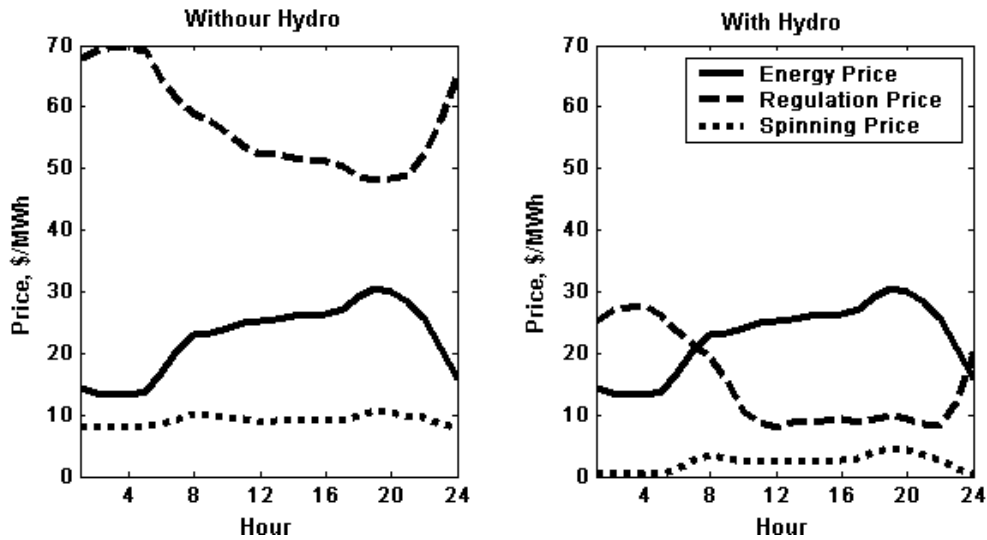 Withour Hydro
70
60
50
40
30
20
10
0
4 8 12 16 20 24
Hour
Price, $/MWh
With Hydro
Energy Price
Regulation Price
Spinning Price
70
60
50
40
30
20
10
0
4 8 12 16 20 24
Hour
Price, $/MWh